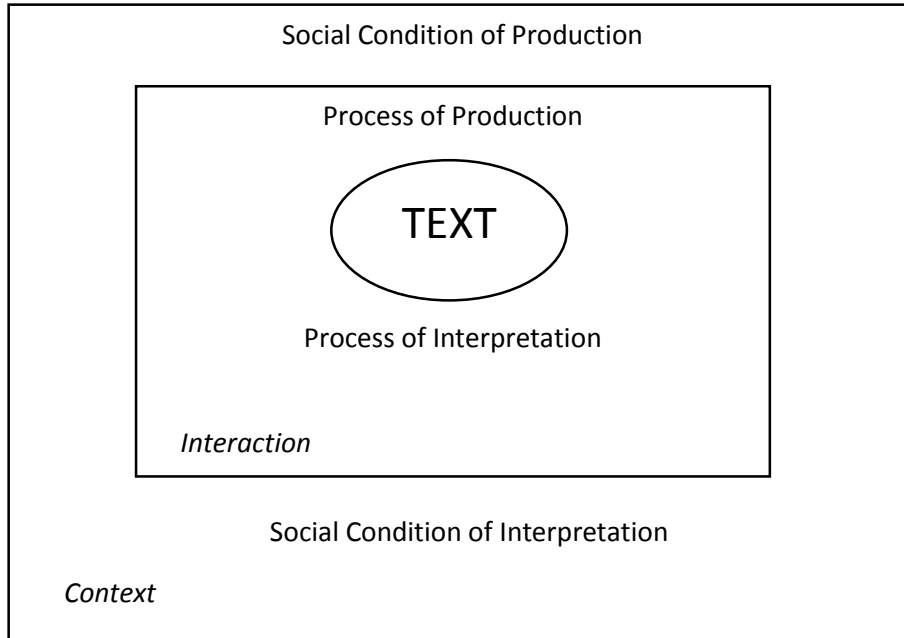 Social Condition of Production
Process of Production
TEXT
Process of Interpretation
Interaction
Social Condition of Interpretation
Context